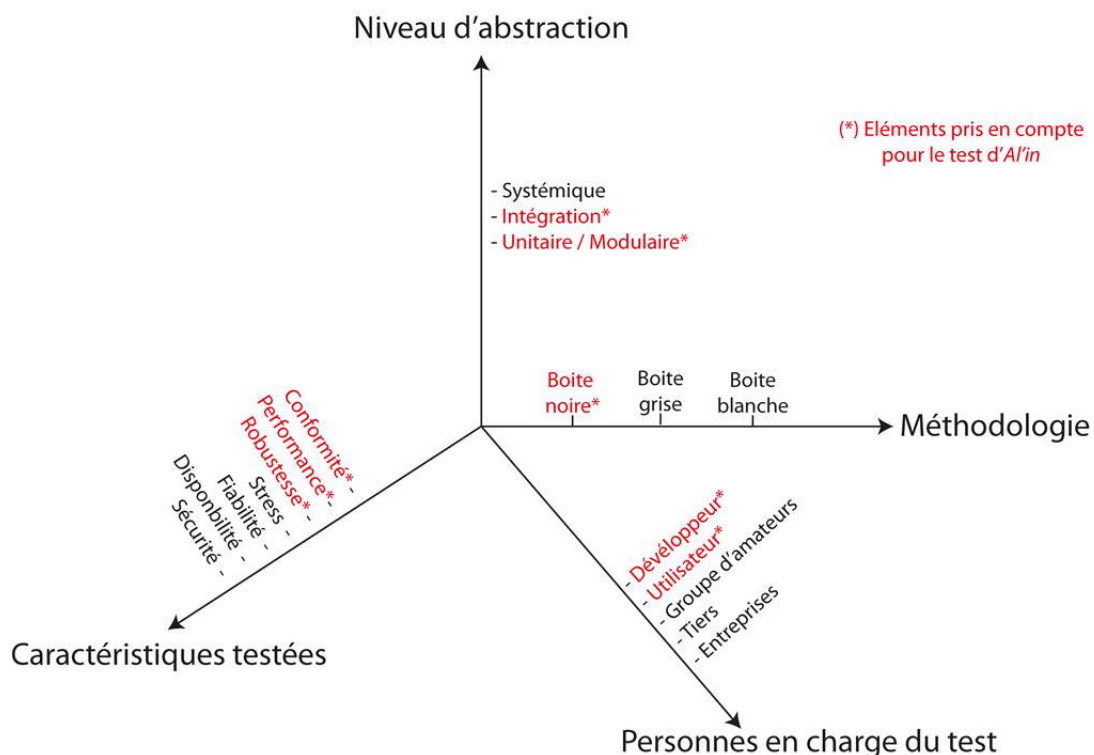 Niveau d'abstraction
(*) Eléments pris en compte
pour le test d'Al'in
- Systémique
- Intégration*
- Unitaire / Modulaire*
Boite
noire*
Boite
grise
Boite
blanche
Méthodologie
Conformité* -
Performance* -
Robustesse* -
Stress -
Fiabilité -
Disponbilité -
Sécurité -
Caractéristiques testées
- Dévéloppeur*
- Utilisateur*
- Groupe d'amateurs
- Tiers
- Entreprises
Personnes en charge du test